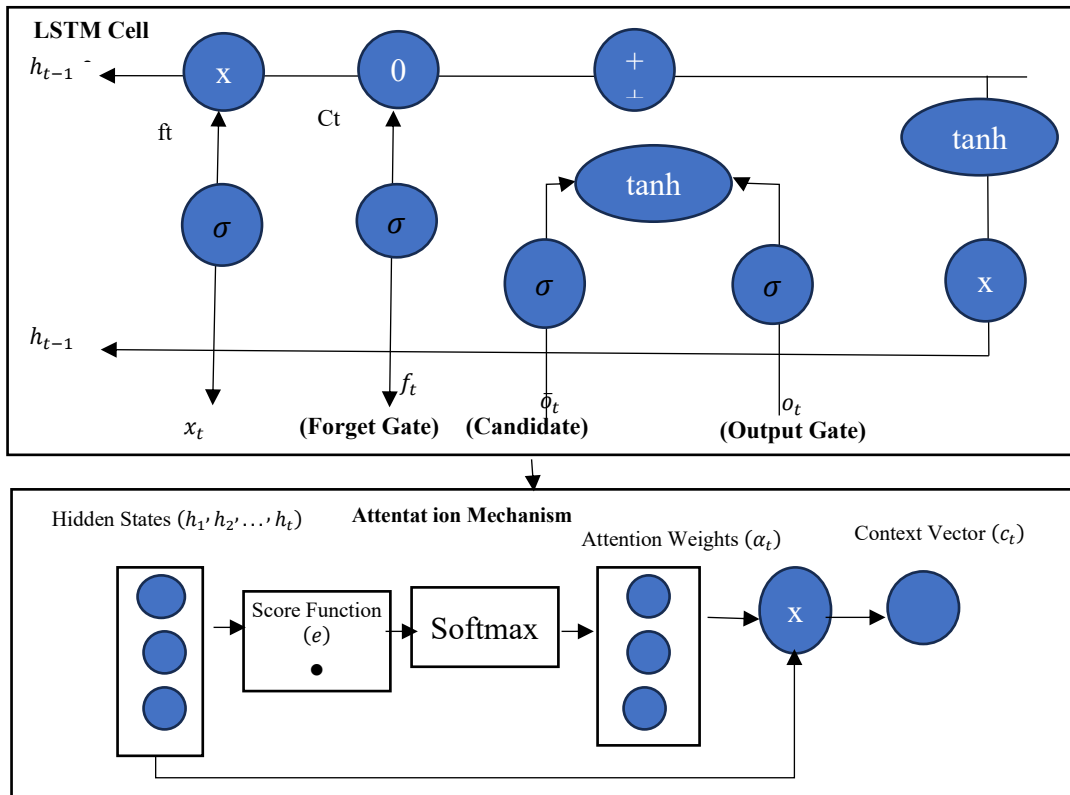 LSTM Cell
h_{t−1} -
x
0
+
+
ft
Ct
tanh
tanh
σ
σ
σ
σ
x
h_{t−1}
x_t
f_t
ō_t
o_t
(Forget Gate)
(Candidate)
(Output Gate)
Hidden States (h_1, h_2, ..., h_t)
Attentat ion Mechanism
Attention Weights (α_t)
Context Vector (c_t)
Score Function
(e)
•
Softmax
x